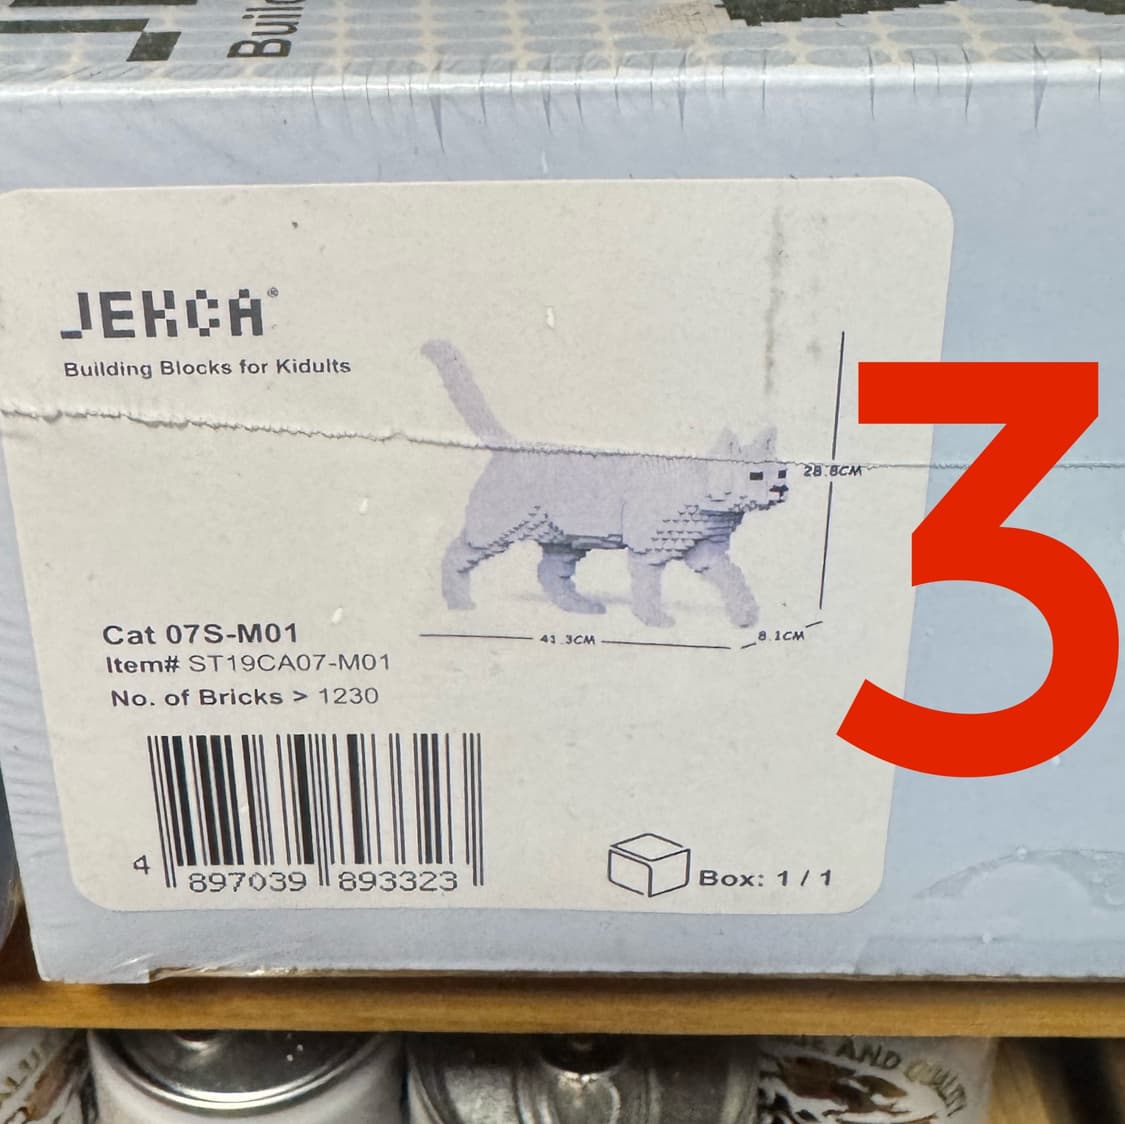 Buil
JEKCA®
Building Blocks for Kidults
28.8CM
3
41.3CM
8.1CM
Cat 07S-M01
Item# ST19CA07-M01
No. of Bricks > 1230
4 897039 893323
Box: 1 / 1
AND QUALITY